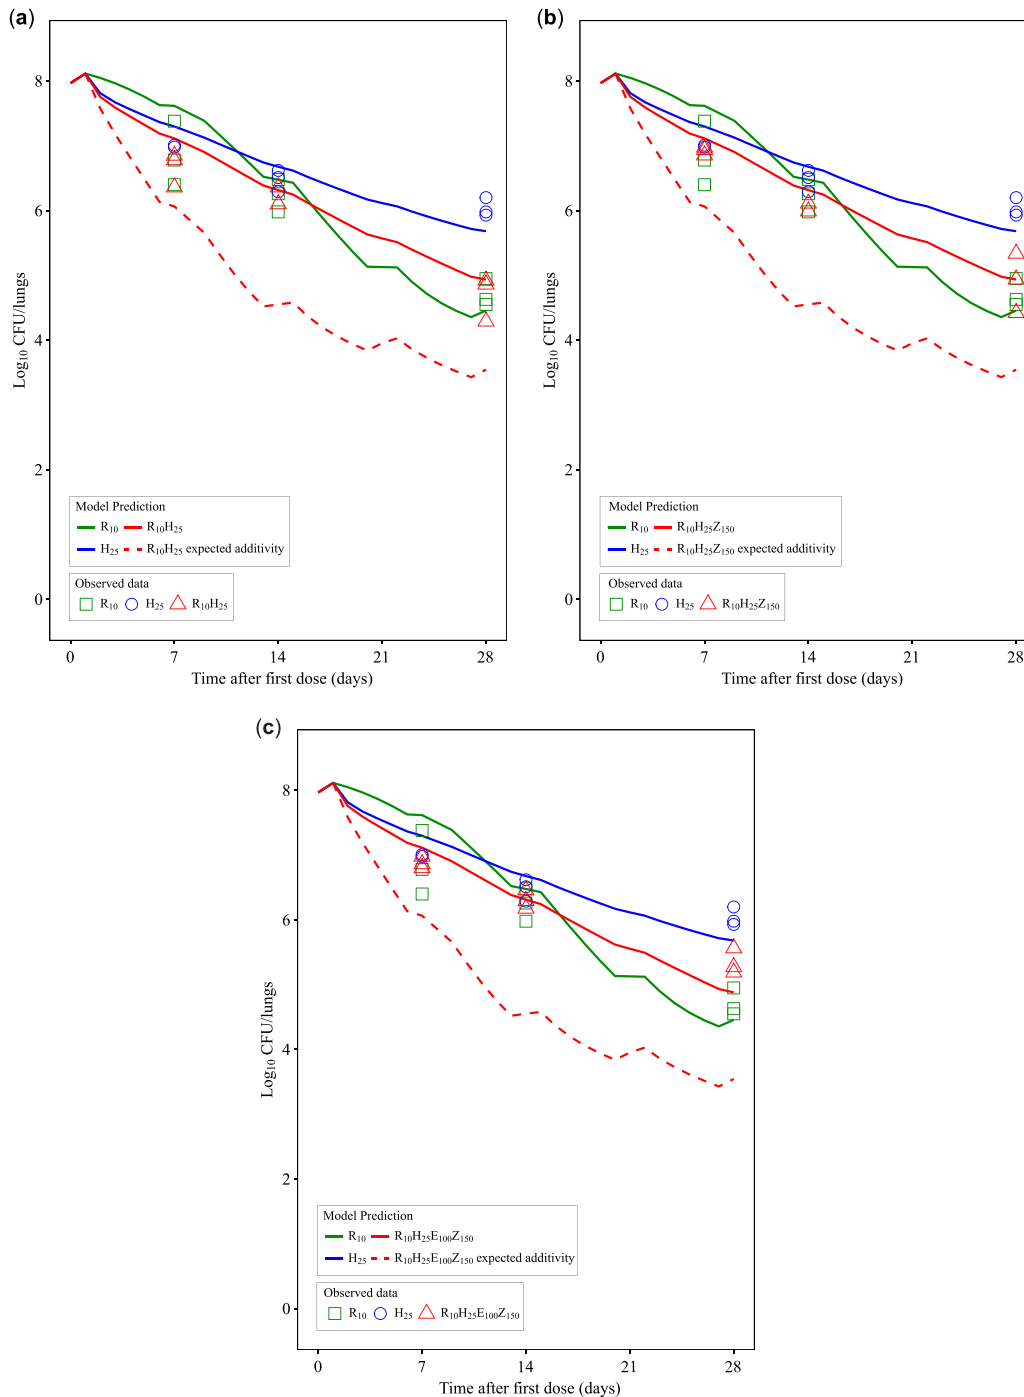 (a)
Log₁₀ CFU/lungs
8
6
4
2
0
Model Prediction
R₁₀ R₁₀H₂₅
H₂₅ R₁₀H₂₅ expected additivity
Observed data
R₁₀ H₂₅ R₁₀H₂₅
0 7 14 21 28
Time after first dose (days)
(b)
Log₁₀ CFU/lungs
8
6
4
2
0
Model Prediction
R₁₀ R₁₀H₂₅Z₁₅₀
H₂₅ R₁₀H₂₅Z₁₅₀ expected additivity
Observed data
R₁₀ H₂₅ R₁₀H₂₅Z₁₅₀
0 7 14 21 28
Time after first dose (days)
(c)
Log₁₀ CFU/lungs
8
6
4
2
0
Model Prediction
R₁₀ R₁₀H₂₅E₁₀₀Z₁₅₀
H₂₅ R₁₀H₂₅E₁₀₀Z₁₅₀ expected additivity
Observed data
R₁₀ H₂₅ R₁₀H₂₅E₁₀₀Z₁₅₀
0 7 14 21 28
Time after first dose (days)